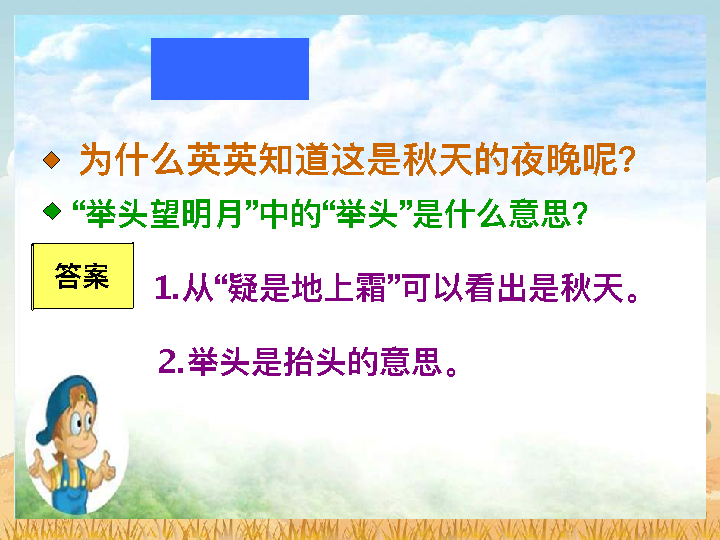 为什么英英知道这是秋天的夜晚呢?
“举头望明月”中的“举头”是什么意思?
答案
1.从“疑是地上霜”可以看出是秋天。
2.举头是抬头的意思。